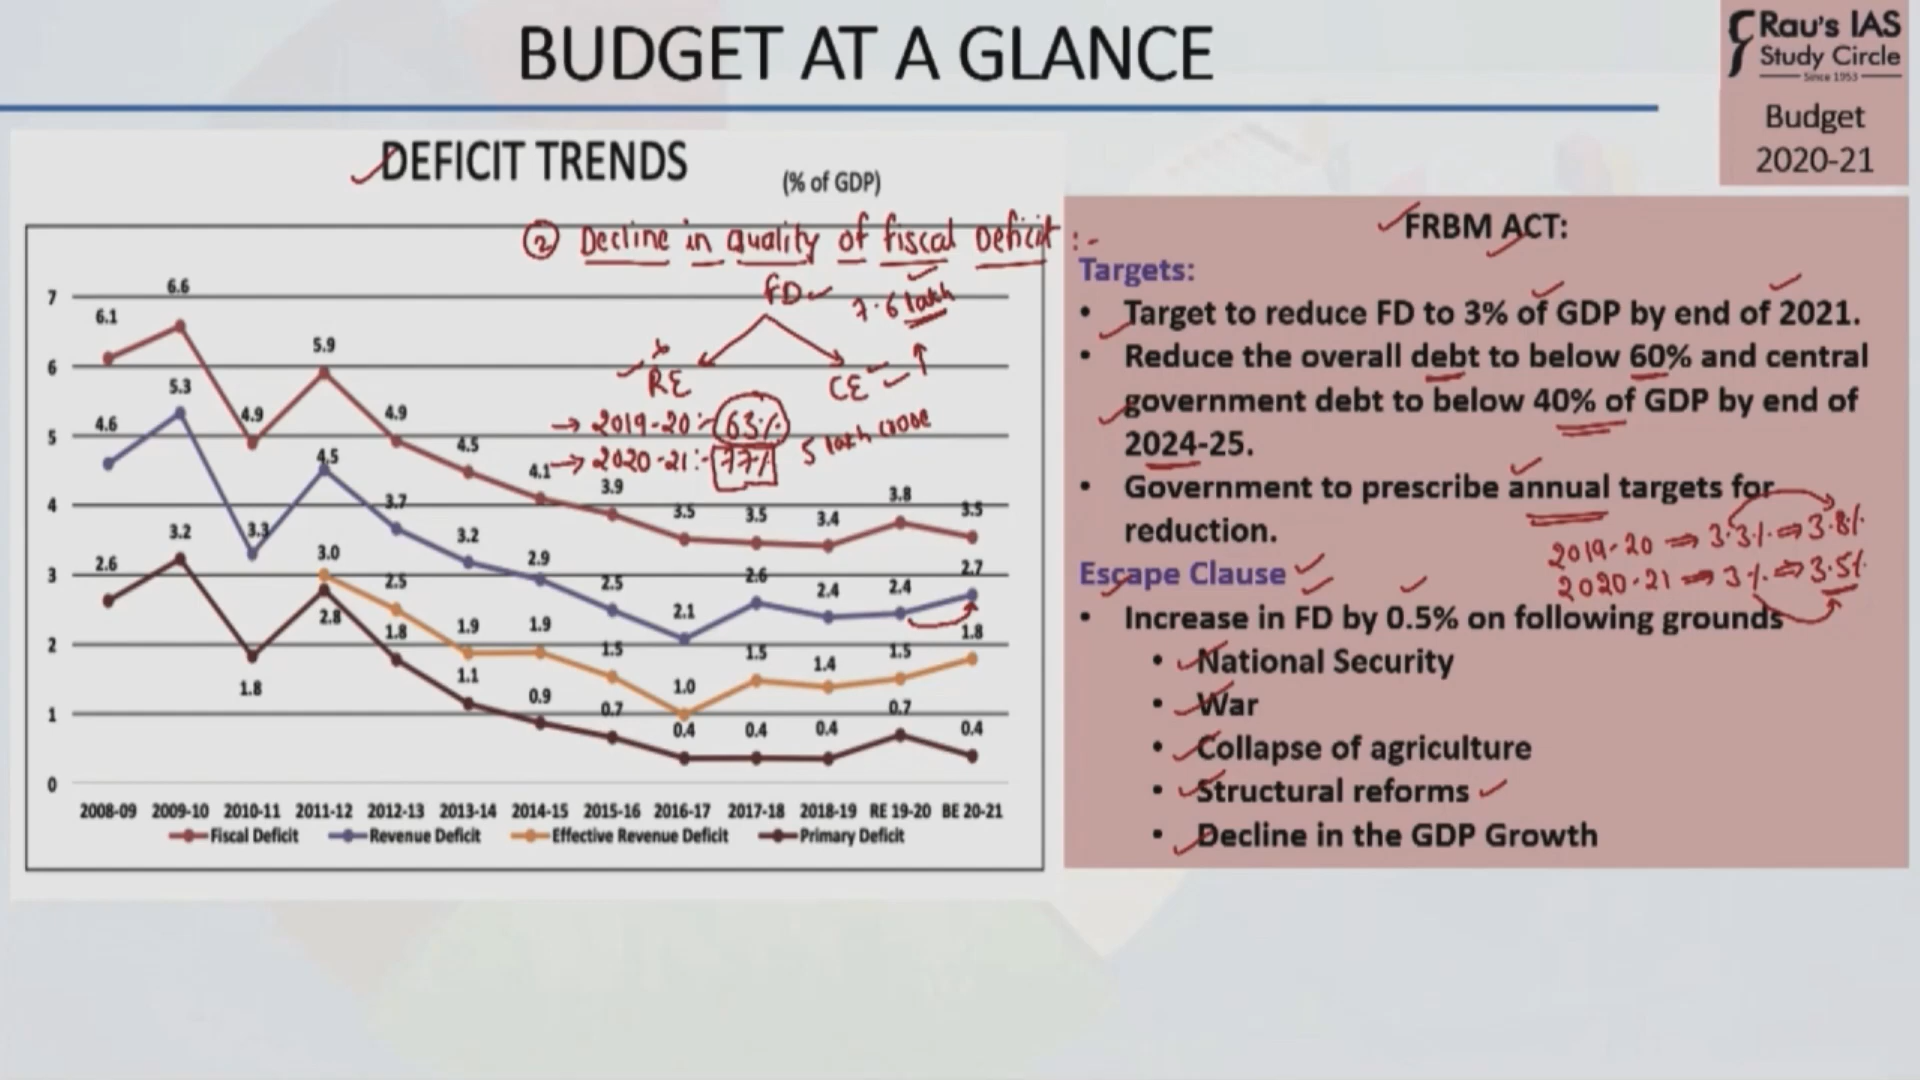 BUDGET AT A GLANCE
Rau's IAS
Study Circle
Since 1953
Budget
2020-21
DEFICIT TRENDS
(% of GDP)
② Decline in quality of fiscal Deficit :-
FD
7.6 lakh
RE
CE
→ 2019-20 :- 63%
→ 2020-21 :- 77%
5 lakh crore
7
6
5
4
3
2
1
0
6.1
6.6
4.9
5.9
4.9
4.5
4.1
3.9
3.5
3.5
3.4
3.8
3.5
4.6
5.3
3.3
4.5
3.7
3.2
2.9
2.5
2.1
2.6
2.4
2.4
2.7
3.0
2.5
1.9
1.9
1.5
1.0
1.5
1.4
1.5
1.8
2.6
3.2
1.8
2.8
1.8
1.1
0.9
0.7
0.4
0.4
0.4
0.7
0.4
2008-09 2009-10 2010-11 2011-12 2012-13 2013-14 2014-15 2015-16 2016-17 2017-18 2018-19 RE 19-20 BE 20-21
Fiscal Deficit Revenue Deficit Effective Revenue Deficit Primary Deficit
FRBM ACT:
Targets:
• Target to reduce FD to 3% of GDP by end of 2021.
• Reduce the overall debt to below 60% and central
government debt to below 40% of GDP by end of
2024-25.
• Government to prescribe annual targets for
reduction.
2019-20 ⇒ 3.3% ⇒ 3.8%
2020-21 ⇒ 3% ⇒ 3.5%
Escape Clause
• Increase in FD by 0.5% on following grounds
• National Security
• War
• Collapse of agriculture
• Structural reforms
• Decline in the GDP Growth